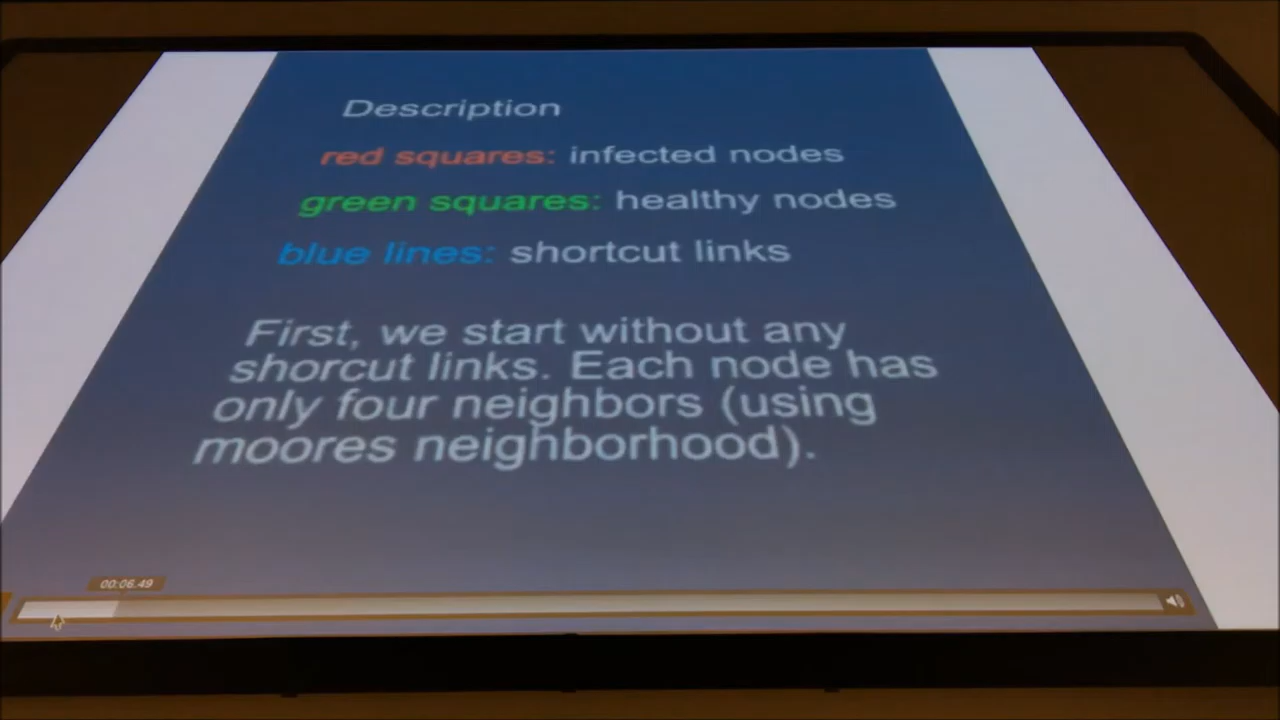 Description
red squares: infected nodes
green squares: healthy nodes
blue lines: shortcut links
First, we start without any
shorcut links. Each node has
only four neighbors (using
moores neighborhood).
00:06.49